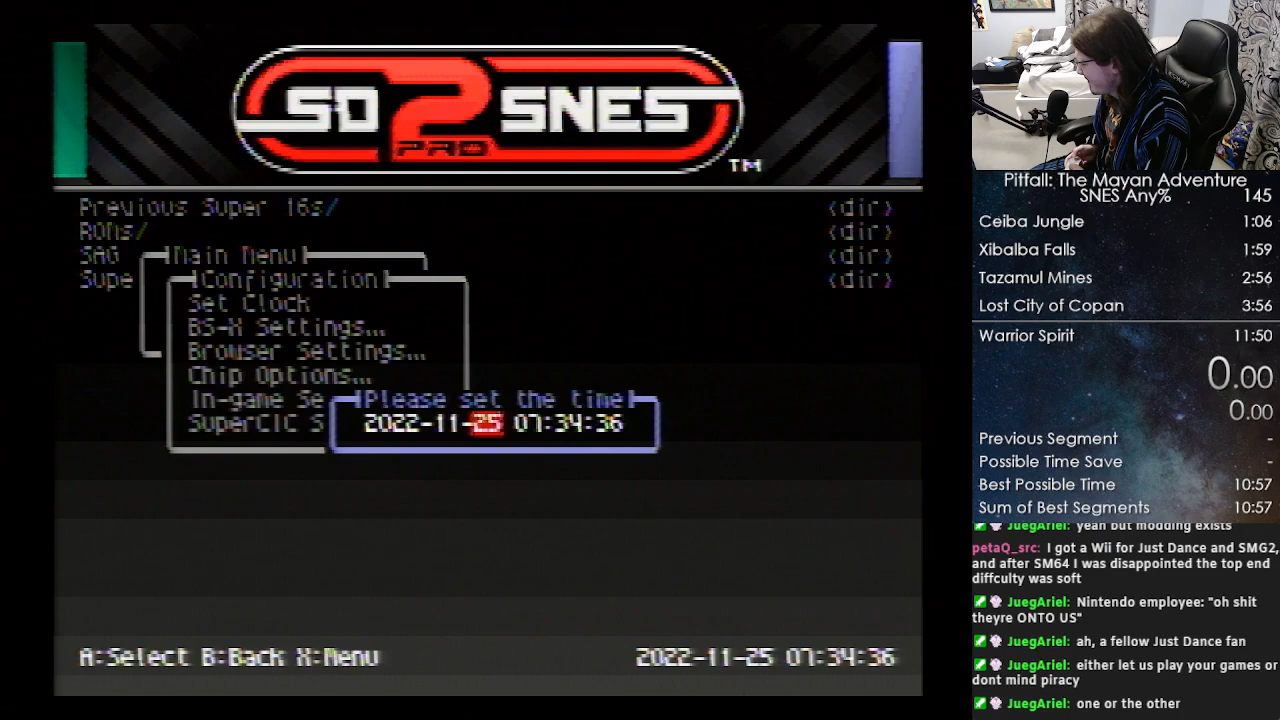 SD2SNES
PRO
TM
Previous Super 16s/ <dir>
ROMs/ <dir>
SAG <dir>
Supe <dir>
Main Menu
Configuration
Set Clock
BS-X Settings...
Browser Settings...
Chip Options...
In-game Se
SuperCIC S
Please set the time
2022-11-25 07:34:36
A:Select B:Back X:Menu
2022-11-25 07:34:36
Pitfall: The Mayan Adventure
SNES Any% 145
Ceiba Jungle 1:06
Xibalba Falls 1:59
Tazamul Mines 2:56
Lost City of Copan 3:56
Warrior Spirit 11:50
0.00
0.00
Previous Segment -
Possible Time Save -
Best Possible Time 10:57
Sum of Best Segments 10:57
JuegAriel: yeah but modding exists
petaQ_src: I got a Wii for Just Dance and SMG2,
and after SM64 I was disappointed the top end
diffculty was soft
JuegAriel: Nintendo employee: "oh shit
theyre ONTO US"
JuegAriel: ah, a fellow Just Dance fan
JuegAriel: either let us play your games or
dont mind piracy
JuegAriel: one or the other